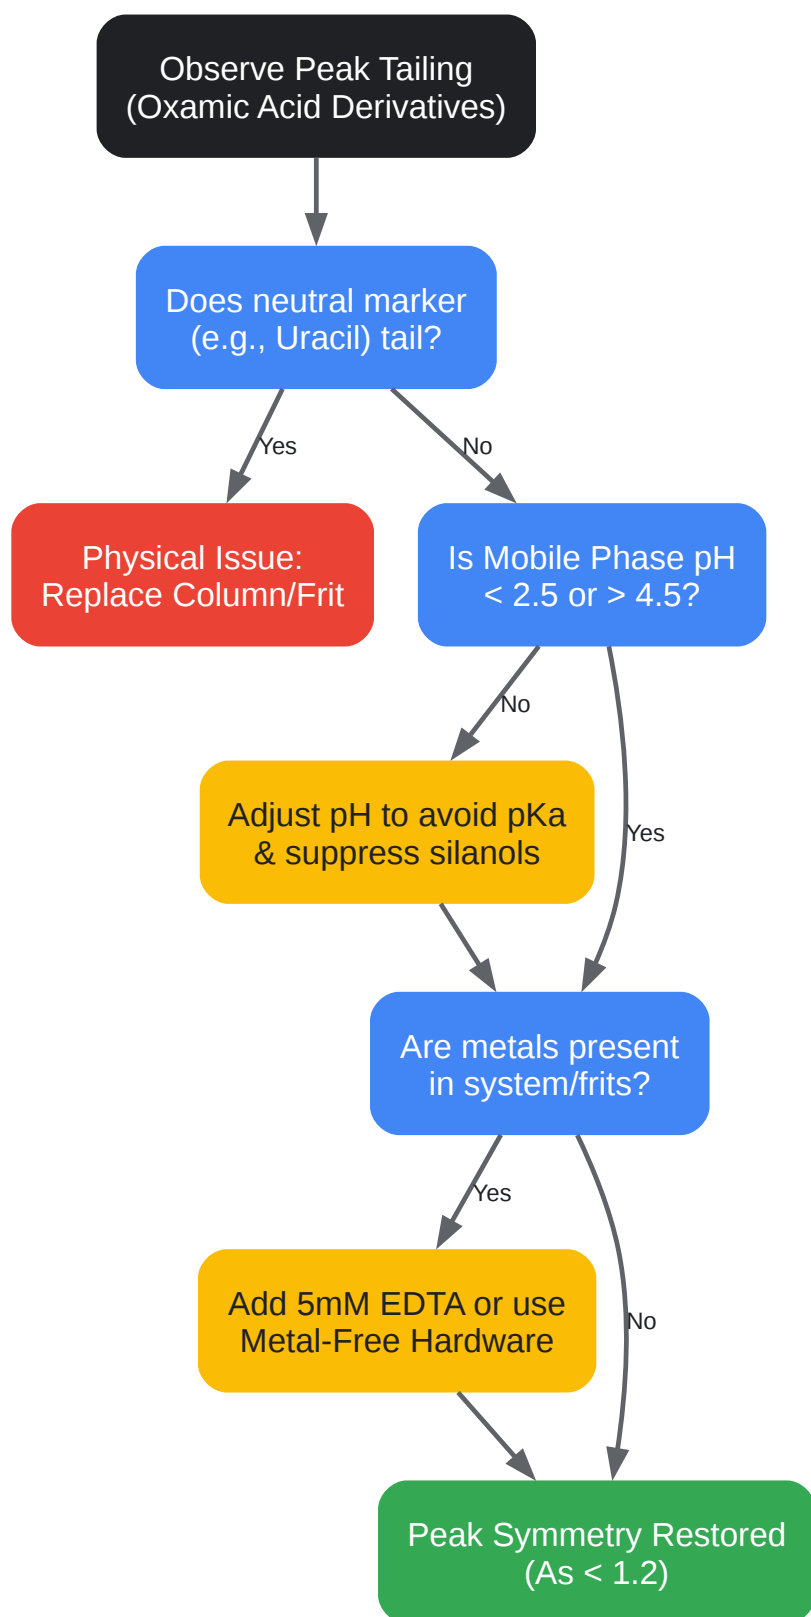 Observe Peak Tailing
(Oxamic Acid Derivatives)
Does neutral marker
(e.g., Uracil) tail?
Yes
No
Physical Issue:
Replace Column/Frit
Is Mobile Phase pH
< 2.5 or > 4.5?
No
Adjust pH to avoid pKa
& suppress silanols
Yes
Are metals present
in system/frits?
Yes
Add 5mM EDTA or use
Metal-Free Hardware
No
Peak Symmetry Restored
(As < 1.2)